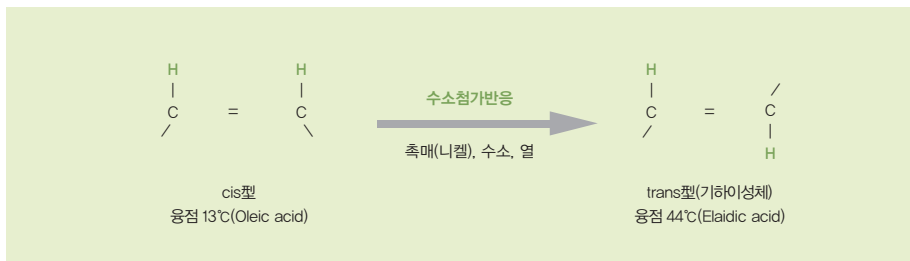 H H
C = C
수소첨가반응
촉매(니켈), 수소, 열
H
C = C
H
cis型
융점 13℃(Oleic acid)
trans型(기하이성체)
융점 44℃(Elaidic acid)